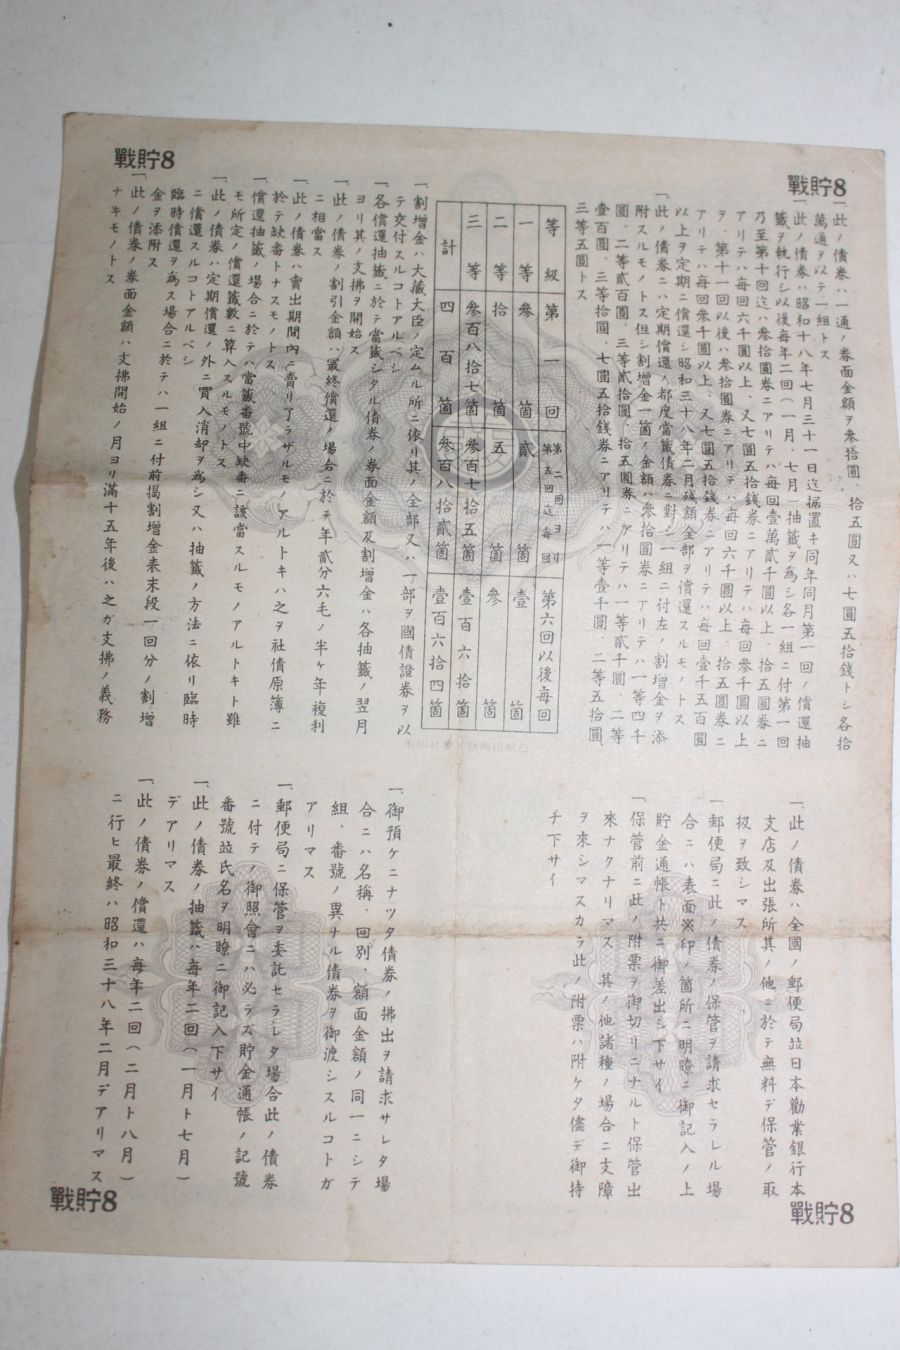 戰貯8
戰貯8
一、此ノ債券ハ一通ノ券面金額ヲ參拾圓、拾五圓又ハ七圓五拾錢トシ各拾
萬通ヲ以テ一組トス
一、此ノ債券ハ昭和十八年七月三十一日迄据置キ同年同月第一回ノ償還抽
籤ヲ執行シ以後每年二回(一月、七月)抽籤ヲ爲シ各一組ニ付第一回
乃至第十回迄ハ參拾圓券ニアリテハ每回壹萬貳千圓以上、拾五圓券ニ
アリテハ每回六千圓以上、又七圓五拾錢券ニアリテハ每回參千圓以上
ヲ、第十一回以後ハ參拾圓券ニアリテハ每回六千圓以上、拾五圓券ニ
アリテハ每回參千圓以上、又七圓五拾錢券ニアリテハ每回壹千五百圓
以上ヲ定期ニ償還シ昭和三十八年二月殘額全部ヲ償還スルモノトス
一、此ノ債券ニハ定期償還ノ都度當籤債券ニ對シ一組ニ付左ノ割增金ヲ添
附スルモノトス但シ割增金一箇ノ金額ハ參拾圓券ニアリテハ一等四千
圓、二等貳百圓、三等貳拾圓、拾五圓券ニアリテハ一等貳千圓、二等
壹百圓、三等拾圓、七圓五拾錢券ニアリテハ一等壹千圓、二等五拾圓
三等五圓トス
等級 第一回 第二回ヨリ第五回迄每回 第六回以後每回
一等 參箇 貳箇 壹箇
二等 拾箇 五箇 參箇
三等 參百八拾七箇 參百七拾五箇 壹百六拾箇
計 四百箇 參百八拾貳箇 壹百六拾四箇
一、割增金ハ大藏大臣ノ定ムル所ニ依リ其ノ全部又ハ一部ヲ國債證券ヲ以
テ交付スルコトアルベシ
一、各償還抽籤ニ於テ當籤シタル債券ノ券面金額及割增金ハ各抽籤ノ翌月
ヨリ其ノ支拂ヲ開始ス
一、此ノ債券ノ割引金額ハ最終償還ノ場合ニ於テ年貳分六毛ノ半ケ年複利
ニ相當ス
一、此ノ債券ハ賣出期間內ニ賣リ了ラサルモノアルトキハ之ヲ社債原簿ニ
於テ缺番トナスモノトス
一、償還抽籤ノ場合ニ於テハ當籤番號中缺番ニ該當スルモノアルトキト雖
モ所定ノ償還籤數ニ算入スルモノトス
一、此ノ債券ハ定期償還ノ外ニ買入消却ヲ爲シ又ハ抽籤ノ方法ニ依リ臨時
ニ償還スルコトアルベシ
臨時償還ヲ爲ス場合ニ於テハ一組ニ付前揭割增金表末段一回分ノ割增
金ヲ添附ス
一、此ノ債券ノ券面金額ハ支拂開始ノ月ヨリ滿十五年後ハ之ガ支拂ノ義務
ナキモノトス
一、此ノ債券ハ全國ノ郵便局竝日本勸業銀行本
支店及出張所其ノ他ニ於テ無料デ保管ノ取
扱ヲ致シマス
一、郵便局ニ此ノ債券ノ保管ヲ請求セラレル場
合ニハ表面※印ノ箇所ニ明瞭ニ御記入ノ上
貯金通帳ト共ニ御差出シ下サイ
一、保管前ニ此ノ附票ヲ御切リニナルト保管出
來ナクナリマス、其ノ他諸種ノ場合ニ支障
ヲ來シマスカラ此ノ附票ハ附ケタ儘デ御持
チ下サイ
一、御預ケニナツタ債券ノ拂出ヲ請求サレタ場
合ニハ名稱、回別、額面金額ノ同一ニシテ
組、番號ノ異ナル債券ヲ御渡シスルコトガ
アリマス
一、郵便局ニ保管ヲ委託セラレタ場合此ノ債券
ニ付テノ御照會ニハ必ラズ貯金通帳ノ記號
番號竝氏名ヲ明瞭ニ御記入下サイ
一、此ノ債券ノ抽籤ハ每年二回(一月ト七月)
デアリマス
一、此ノ債券ノ償還ハ每年二回(二月ト八月)
ニ行ヒ最終ハ昭和三十八年二月デアリマス
戰貯8
戰貯8